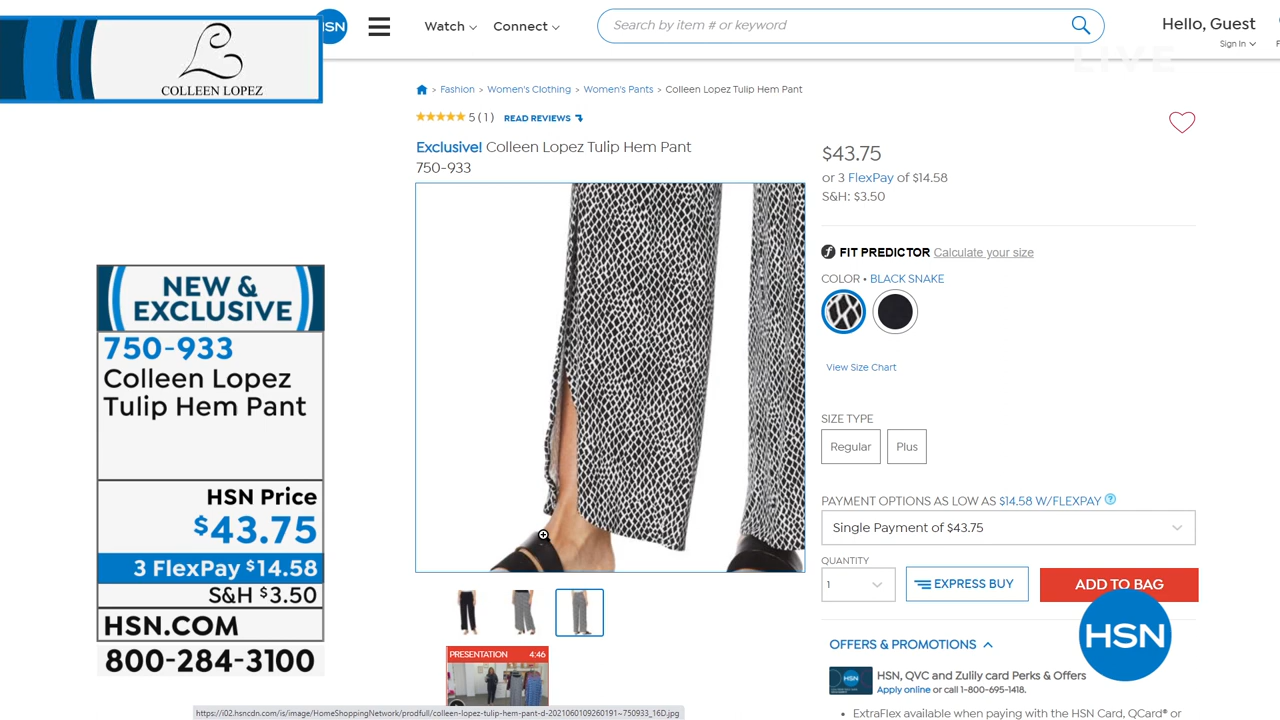 COLLEEN LOPEZ
HSN
Watch
Connect
Search by item # or keyword
Hello, Guest
Sign In
LIVE
> Fashion > Women's Clothing > Women's Pants > Colleen Lopez Tulip Hem Pant
5 ( 1 ) READ REVIEWS
Exclusive! Colleen Lopez Tulip Hem Pant
750-933
$43.75
or 3 FlexPay of $14.58
S&H: $3.50
FIT PREDICTOR Calculate your size
COLOR • BLACK SNAKE
View Size Chart
SIZE TYPE
Regular
Plus
PAYMENT OPTIONS AS LOW AS $14.58 W/FLEXPAY ?
Single Payment of $43.75
QUANTITY
1
EXPRESS BUY
ADD TO BAG
OFFERS & PROMOTIONS
HSN
HSN
HSN, QVC and Zulily card Perks & Offers
Apply online or call 1-800-695-1418.
• ExtraFlex available when paying with the HSN Card, QCard® or
NEW &
EXCLUSIVE
750-933
Colleen Lopez
Tulip Hem Pant
HSN Price
$43.75
3 FlexPay $14.58
S&H $3.50
HSN.COM
800-284-3100
PRESENTATION 4:46
https://i02.hsncdn.com/is/image/HomeShoppingNetwork/prodfull/colleen-lopez-tulip-hem-pant-d-2021060109260191~750933_16D.jpg